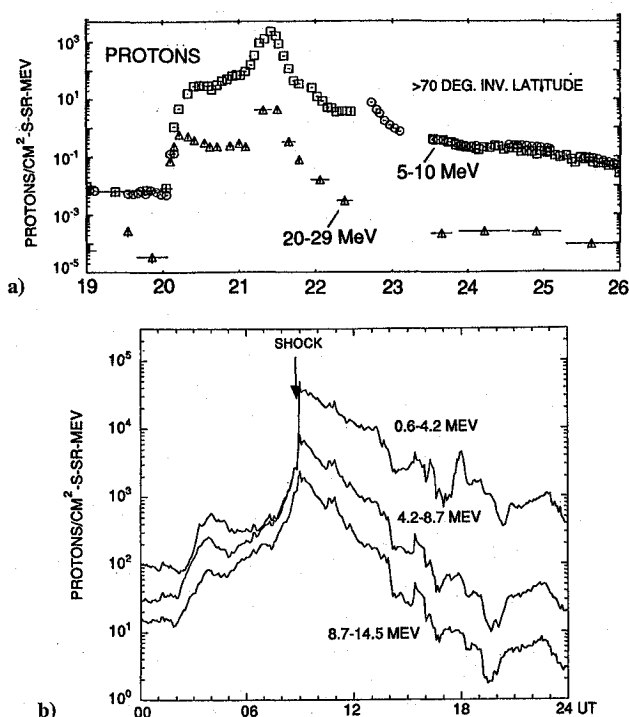 PROTONS/CM²-S-SR-MEV
10³
10¹
10⁻¹
10⁻³
10⁻⁵
PROTONS
>70 DEG. INV. LATITUDE
5-10 MeV
20-29 MeV
19 20 21 22 23 24 25 26
a)
PROTONS/CM²-S-SR-MEV
10⁵
10⁴
10³
10²
10¹
10⁰
SHOCK
0.6-4.2 MEV
4.2-8.7 MEV
8.7-14.5 MEV
00 06 12 18 24 UT
b)